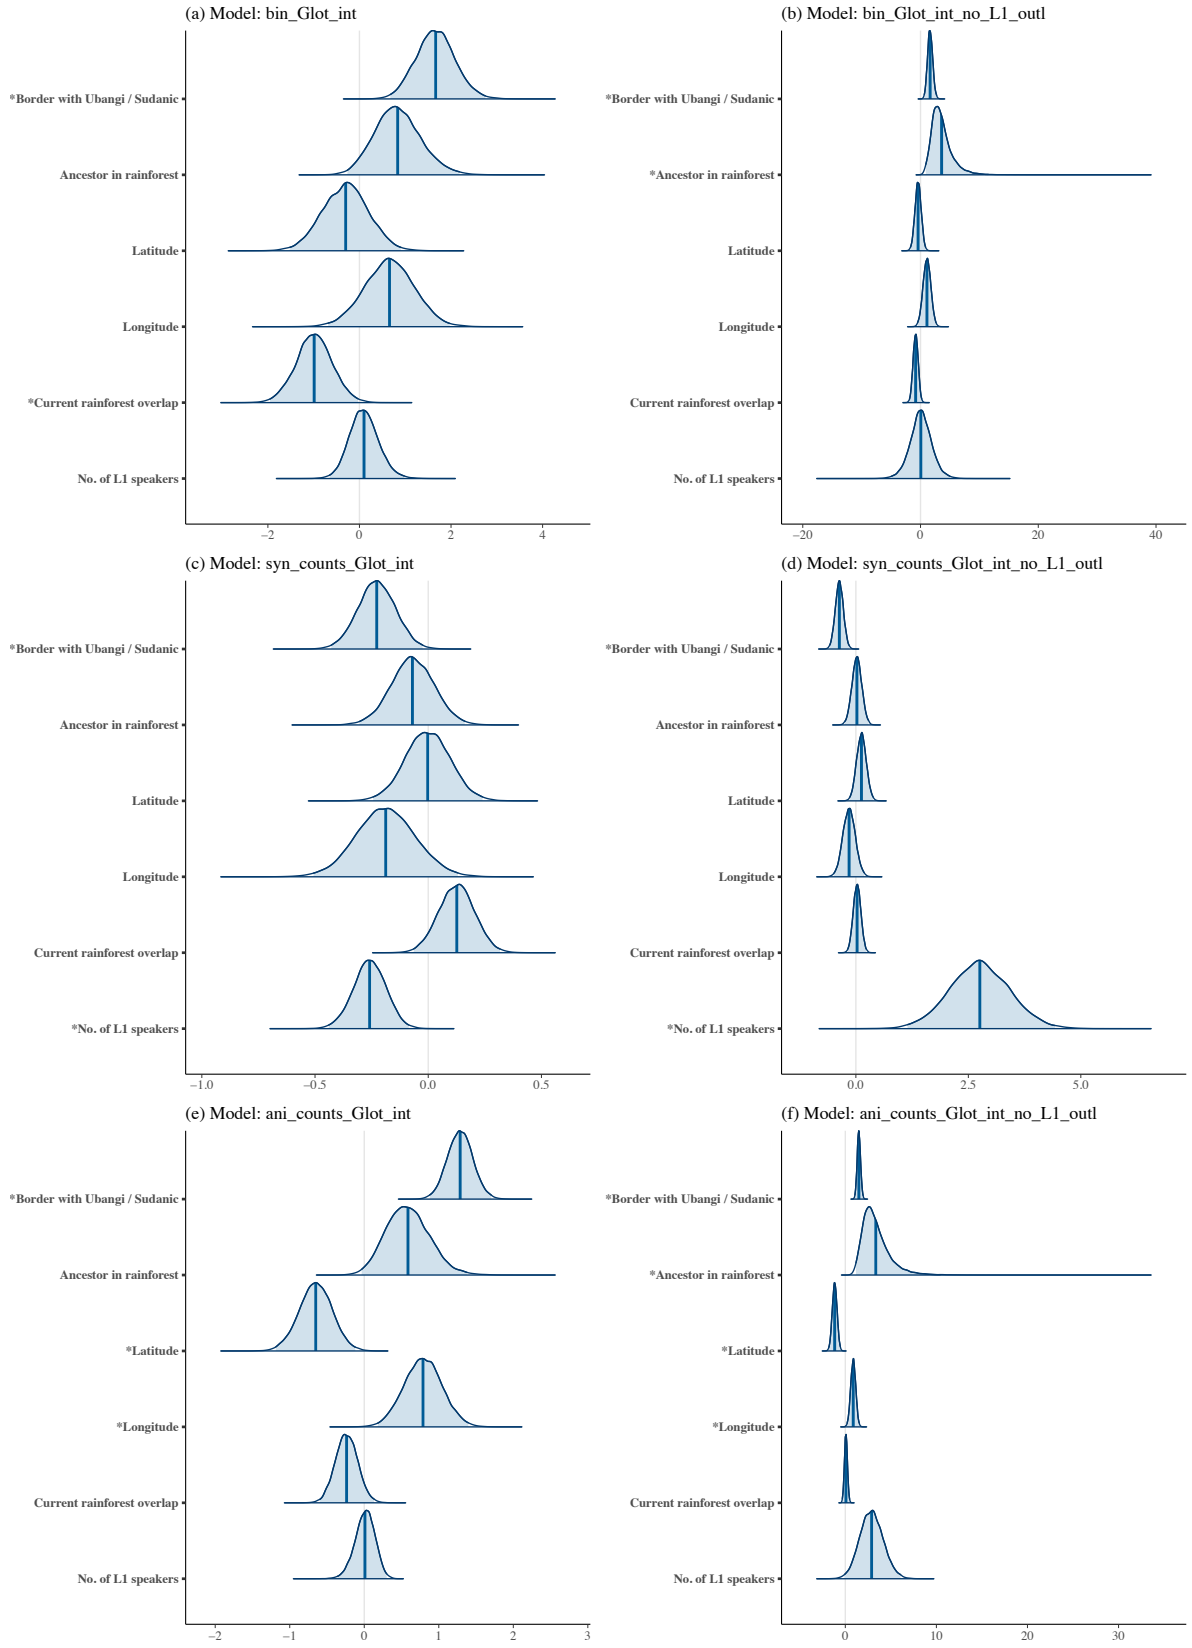 (a) Model: bin_Glot_int
*Border with Ubangi / Sudanic
Ancestor in rainforest
Latitude
Longitude
*Current rainforest overlap
No. of L1 speakers
−2 0 2 4
(b) Model: bin_Glot_int_no_L1_outl
*Border with Ubangi / Sudanic
*Ancestor in rainforest
Latitude
Longitude
Current rainforest overlap
No. of L1 speakers
−20 0 20 40
(c) Model: syn_counts_Glot_int
*Border with Ubangi / Sudanic
Ancestor in rainforest
Latitude
Longitude
Current rainforest overlap
*No. of L1 speakers
−1.0 −0.5 0.0 0.5
(d) Model: syn_counts_Glot_int_no_L1_outl
*Border with Ubangi / Sudanic
Ancestor in rainforest
Latitude
Longitude
Current rainforest overlap
*No. of L1 speakers
0.0 2.5 5.0
(e) Model: ani_counts_Glot_int
*Border with Ubangi / Sudanic
Ancestor in rainforest
*Latitude
*Longitude
Current rainforest overlap
No. of L1 speakers
−2 −1 0 1 2 3
(f) Model: ani_counts_Glot_int_no_L1_outl
*Border with Ubangi / Sudanic
*Ancestor in rainforest
*Latitude
*Longitude
Current rainforest overlap
No. of L1 speakers
0 10 20 30